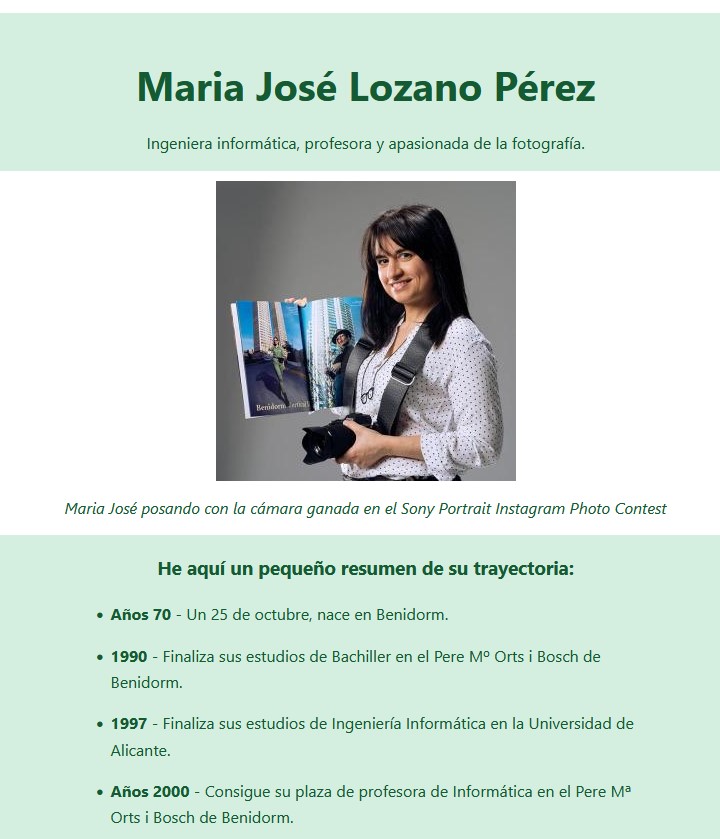 Maria José Lozano Pérez
Ingeniera informática, profesora y apasionada de la fotografía.
Benidorm
Maria José posando con la cámara ganada en el Sony Portrait Instagram Photo Contest
He aquí un pequeño resumen de su trayectoria:
• Años 70 - Un 25 de octubre, nace en Benidorm.
• 1990 - Finaliza sus estudios de Bachiller en el Pere Mº Orts i Bosch de
Benidorm.
• 1997 - Finaliza sus estudios de Ingeniería Informática en la Universidad de
Alicante.
• Años 2000 - Consigue su plaza de profesora de Informática en el Pere Mª
Orts i Bosch de Benidorm.